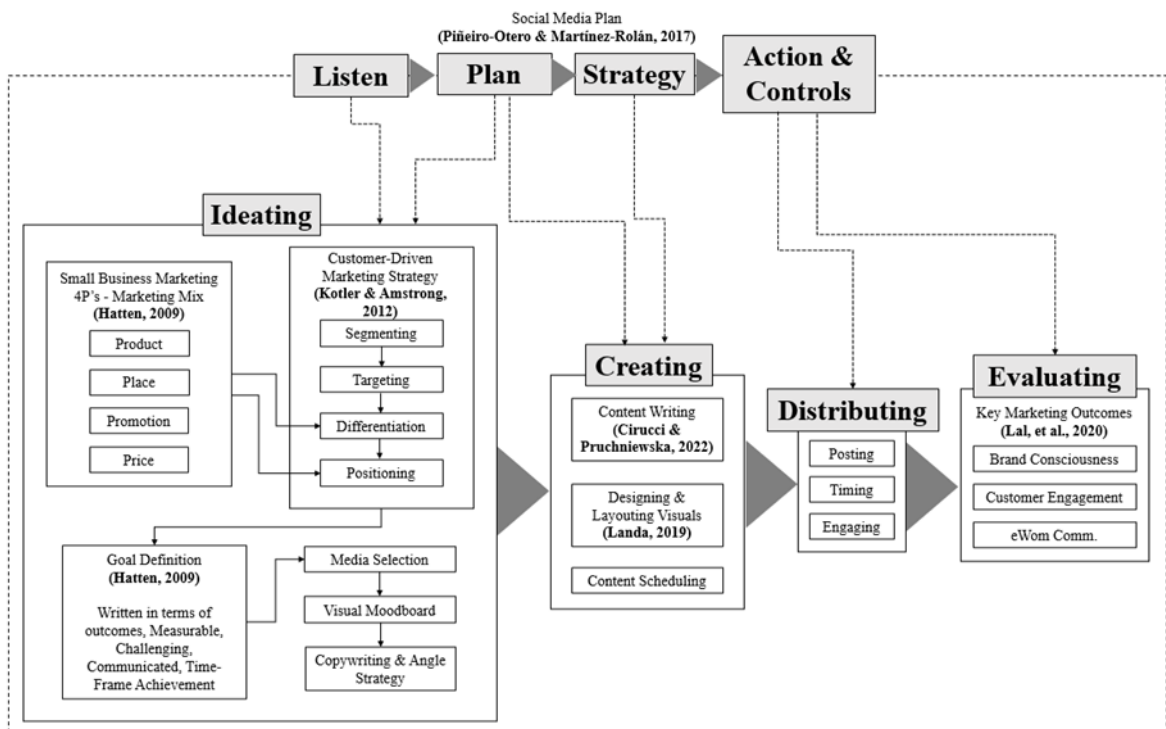 Social Media Plan
(Piñeiro-Otero & Martínez-Rolán, 2017)
Listen
Plan
Strategy
Action &
Controls
Ideating
Small Business Marketing
4P's - Marketing Mix
(Hatten, 2009)
Product
Place
Promotion
Price
Customer-Driven
Marketing Strategy
(Kotler & Amstrong,
2012)
Segmenting
Targeting
Differentiation
Positioning
Goal Definition
(Hatten, 2009)
Written in terms of
outcomes, Measurable,
Challenging,
Communicated, Time-
Frame Achievement
Media Selection
Visual Moodboard
Copywriting & Angle
Strategy
Creating
Content Writing
(Cirucci &
Pruchniewska, 2022)
Designing &
Layouting Visuals
(Landa, 2019)
Content Scheduling
Distributing
Posting
Timing
Engaging
Evaluating
Key Marketing Outcomes
(Lal, et al., 2020)
Brand Consciousness
Customer Engagement
eWom Comm.